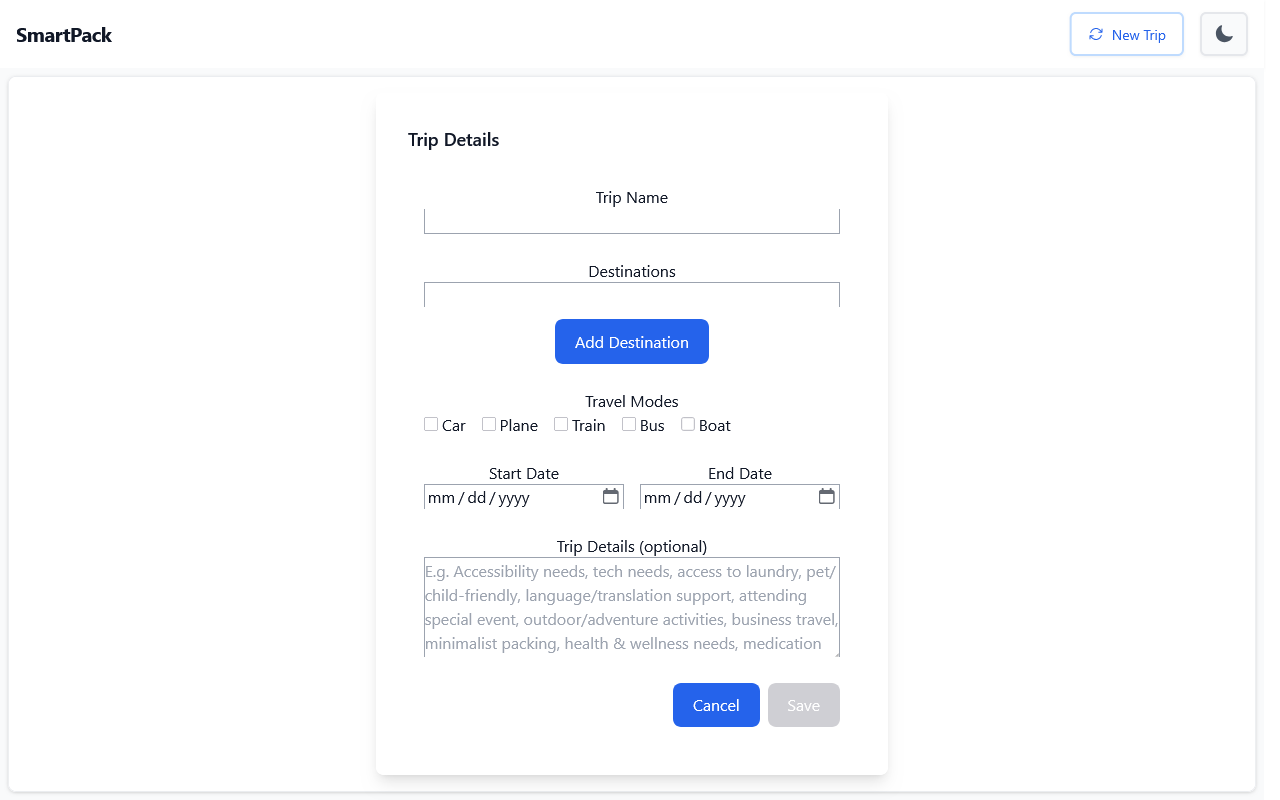 SmartPack
New Trip
Trip Details
Trip Name
Destinations
Add Destination
Travel Modes
Car Plane Train Bus Boat
Start Date End Date
mm/dd/yyyy mm/dd/yyyy
Trip Details (optional)
E.g. Accessibility needs, tech needs, access to laundry, pet/
child-friendly, language/translation support, attending
special event, outdoor/adventure activities, business travel,
minimalist packing, health & wellness needs, medication
Cancel Save